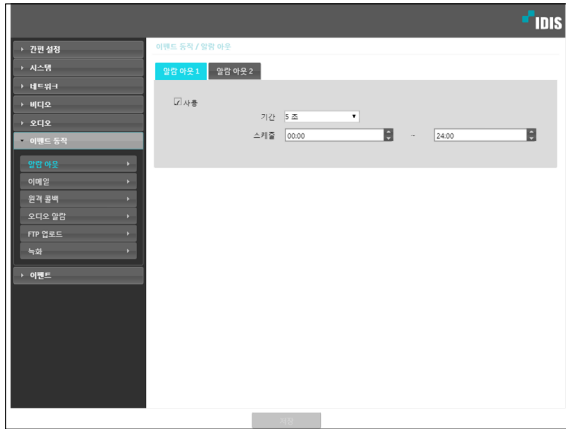 IDIS
간편 설정
시스템
네트워크
비디오
오디오
이벤트 동작
알람 아웃
이메일
원격 콜백
오디오 알람
FTP 업로드
녹화
이벤트
이벤트 동작 / 알람 아웃
알람 아웃 1 알람 아웃 2
사용
기간 5 초
스케줄 00:00 ~ 24:00
저장